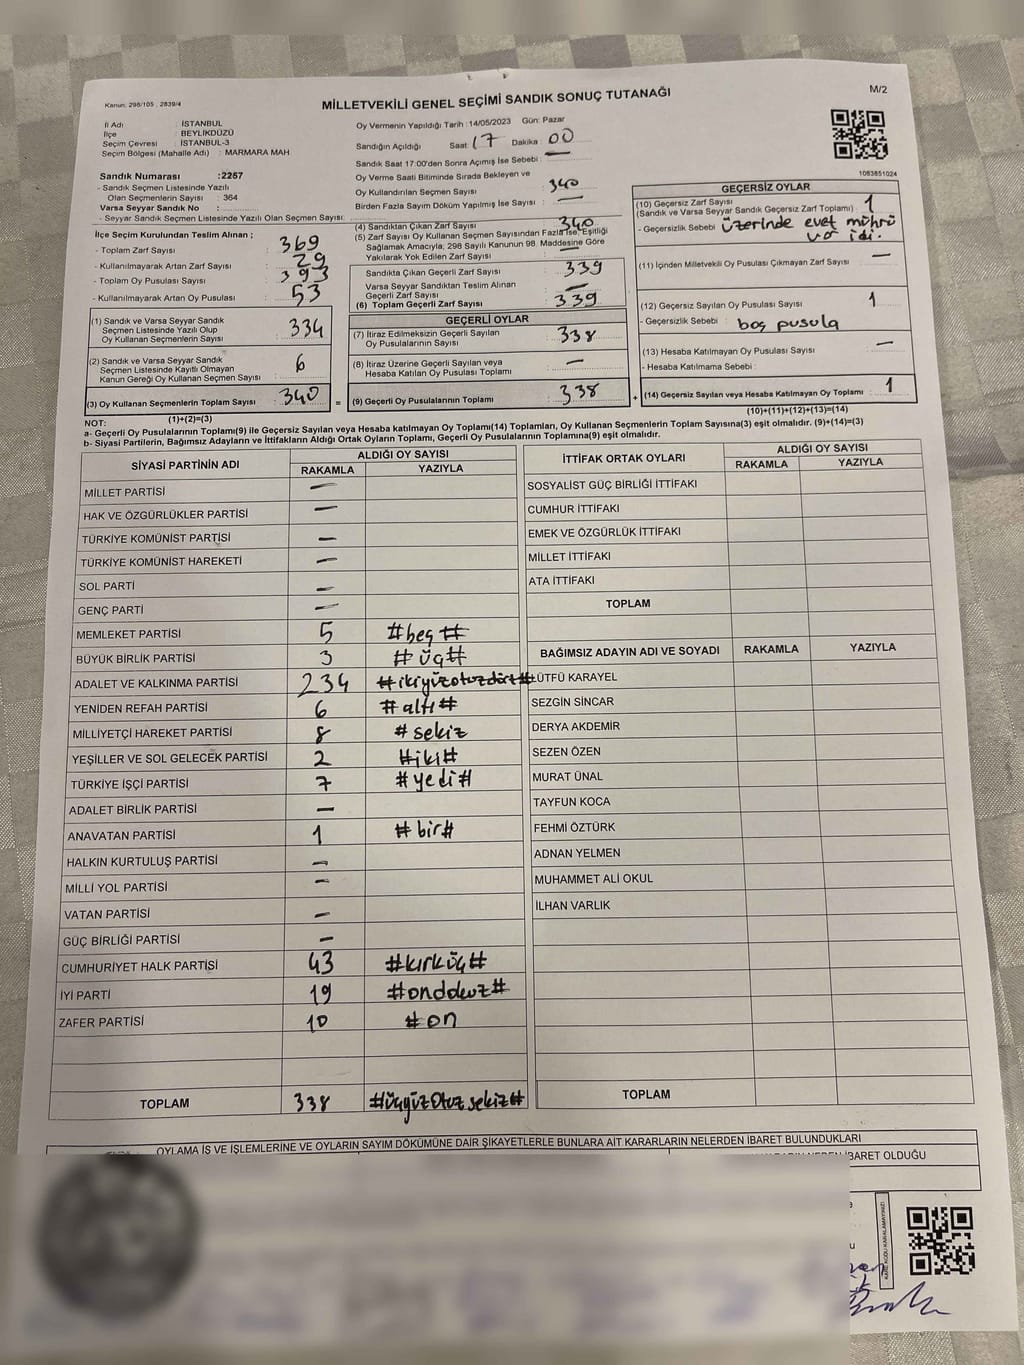 Kanun: 298/105 , 2839/4
MİLLETVEKİLİ GENEL SEÇİMİ SANDIK SONUÇ TUTANAĞI
M/2
İl Adı : İSTANBUL
İlçe : BEYLİKDÜZÜ
Seçim Çevresi : İSTANBUL-3
Seçim Bölgesi (Mahalle Adı) : MARMARA MAH.
Oy Vermenin Yapıldığı Tarih :14/05/2023 Gün: Pazar
Sandığın Açıldığı Saat 17 Dakika : 00
Sandık Saat 17:00'den Sonra Açımış İse Sebebi : —
Oy Verme Saati Bitiminde Sırada Bekleyen ve
Oy Kullandırılan Seçmen Sayısı : 340
Birden Fazla Sayım Döküm Yapılmış İse Sayısı : —
Sandık Numarası :2267
- Sandık Seçmen Listesinde Yazılı
Olan Seçmenlerin Sayısı : 364
Varsa Seyyar Sandık No :
- Seyyar Sandık Seçmen Listesinde Yazılı Olan Seçmen Sayısı:
1083851024
İlçe Seçim Kurulundan Teslim Alınan ;
- Toplam Zarf Sayısı : 369
- Kullanılmayarak Artan Zarf Sayısı : 29
- Toplam Oy Pusulası : 393
- Kullanılmayarak Artan Oy Pusulası : 53
(4) Sandıktan Çıkan Zarf Sayısı : 340
(5) Zarf Sayısı Oy Kullanan Seçmen Sayısından Fazla İse, Eşitliği
Sağlamak Amacıyla; 298 Sayılı Kanunun 98. Maddesine Göre
Yakılarak Yok Edilen Zarf Sayısı : —
Sandıkta Çıkan Geçerli Zarf Sayısı : 339
Varsa Seyyar Sandıktan Teslim Alınan
Geçerli Zarf Sayısı : —
(6) Toplam Geçerli Zarf Sayısı : 339
GEÇERSİZ OYLAR
(10) Geçersiz Zarf Sayısı
(Sandık ve Varsa Seyyar Sandık Geçersiz Zarf Toplamı) : 1
- Geçersizlik Sebebi : üzerinde evet mührü
va idi.
(11) İçinden Milletvekili Oy Pusulası Çıkmayan Zarf Sayısı : —
(12) Geçersiz Sayılan Oy Pusulası Sayısı : 1
- Geçersizlik Sebebi : boş pusula
(13) Hesaba Katılmayan Oy Pusulası Sayısı : —
- Hesaba Katılmama Sebebi :
(14) Geçersiz Sayılan veya Hesaba Katılmayan Oy Toplamı : 1
(10)+(11)+(12)+(13)=(14)
(1) Sandık ve Varsa Seyyar Sandık
Seçmen Listesinde Yazılı Olup
Oy Kullanan Seçmenlerin Sayısı : 334
(2) Sandık ve Varsa Seyyar Sandık
Seçmen Listesinde Kayıtlı Olmayan
Kanun Gereği Oy Kullanan Seçmen Sayısı : 6
(3) Oy Kullanan Seçmenlerin Toplam Sayısı : 340 =
(1)+(2)=(3)
GEÇERLİ OYLAR
(7) İtiraz Edilmeksizin Geçerli Sayılan
Oy Pusulalarının Sayısı : 338
(8) İtiraz Üzerine Geçerli Sayılan veya
Hesaba Katılan Oy Pusulası Toplamı : —
(9) Geçerli Oy Pusulalarının Toplamı : 338 +
NOT:
a- Geçerli Oy Pusulalarının Toplamı(9) ile Geçersiz Sayılan veya Hesaba katılmayan Oy Toplamı(14) Toplamları, Oy Kullanan Seçmenlerin Toplam Sayısına(3) eşit olmalıdır. (9)+(14)=(3)
b- Siyasi Partilerin, Bağımsız Adayların ve İttifakların Aldığı Ortak Oyların Toplamı, Geçerli Oy Pusulalarının Toplamına(9) eşit olmalıdır.
SİYASİ PARTİNİN ADI ALDIĞI OY SAYISI
RAKAMLA YAZIYLA
MİLLET PARTİSİ —
HAK VE ÖZGÜRLÜKLER PARTİSİ —
TÜRKİYE KOMÜNİST PARTİSİ —
TÜRKİYE KOMÜNİST HAREKETİ —
SOL PARTİ —
GENÇ PARTİ —
MEMLEKET PARTİSİ 5 #beş#
BÜYÜK BİRLİK PARTİSİ 3 #üç#
ADALET VE KALKINMA PARTİSİ 234 #ikiyüzotuzdört#
YENİDEN REFAH PARTİSİ 6 #altı#
MİLLİYETÇİ HAREKET PARTİSİ 8 #sekiz
YEŞİLLER VE SOL GELECEK PARTİSİ 2 #iki#
TÜRKİYE İŞÇİ PARTİSİ 7 #yedi#
ADALET BİRLİK PARTİSİ —
ANAVATAN PARTİSİ 1 #bir#
HALKIN KURTULUŞ PARTİSİ —
MİLLİ YOL PARTİSİ —
VATAN PARTİSİ —
GÜÇ BİRLİĞİ PARTİSİ —
CUMHURİYET HALK PARTİSİ 43 #kırküç#
İYİ PARTİ 19 #ondokuz#
ZAFER PARTİSİ 10 #on
TOPLAM 338 #üçyüzotuzsekiz#
İTTİFAK ORTAK OYLARI ALDIĞI OY SAYISI
RAKAMLA YAZIYLA
SOSYALİST GÜÇ BİRLİĞİ İTTİFAKI
CUMHUR İTTİFAKI
EMEK VE ÖZGÜRLÜK İTTİFAKI
MİLLET İTTİFAKI
ATA İTTİFAKI
TOPLAM
BAĞIMSIZ ADAYIN ADI VE SOYADI RAKAMLA YAZIYLA
LÜTFÜ KARAYEL
SEZGİN SİNCAR
DERYA AKDEMİR
SEZEN ÖZEN
MURAT ÜNAL
TAYFUN KOCA
FEHMİ ÖZTÜRK
ADNAN YELMEN
MUHAMMET ALİ OKUL
İLHAN VARLIK
TOPLAM
OYLAMA İŞ VE İŞLEMLERİNE VE OYLARIN SAYIM DÖKÜMÜNE DAİR ŞİKAYETLERLE BUNLARA AİT KARARLARIN NELERDEN İBARET BULUNDUKLARI
İBARET OLDUĞU
KARE KODU KARALAMAYINIZ!